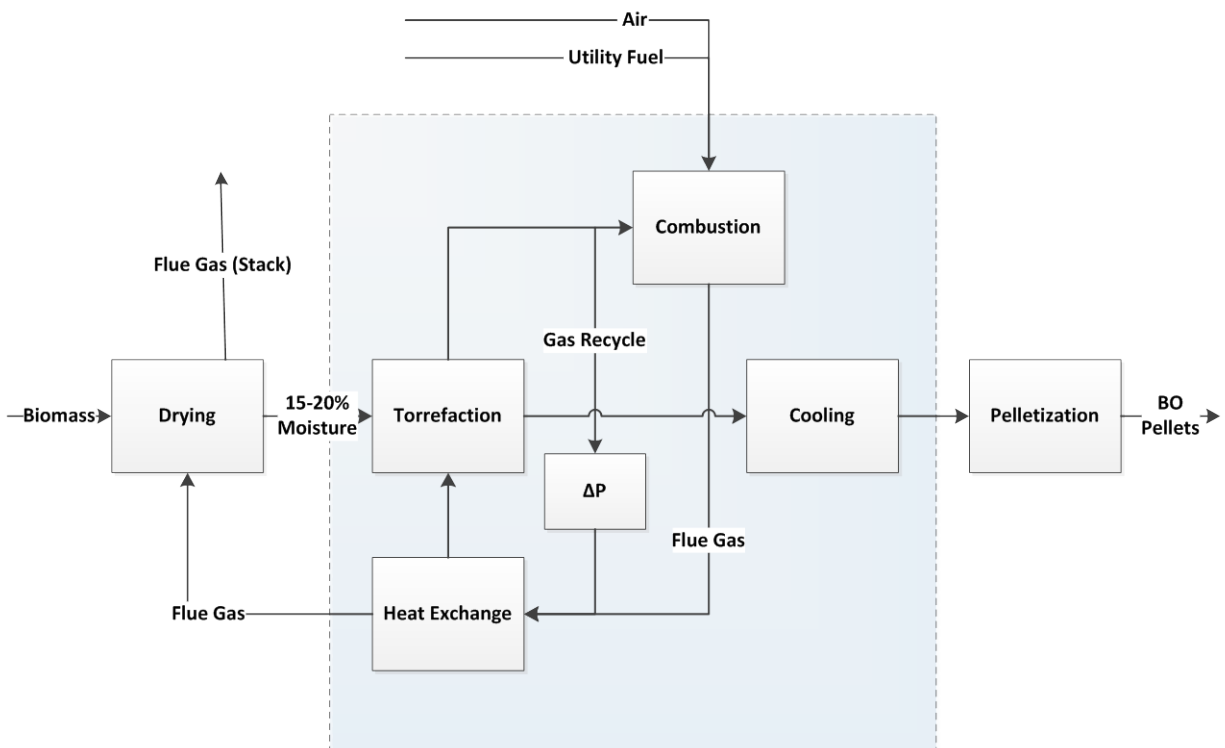 Air
Utility Fuel
Combustion
Flue Gas (Stack)
Gas Recycle
Biomass
Drying
15-20%
Moisture
Torrefaction
Cooling
Pelletization
BO
Pellets
ΔP
Flue Gas
Flue Gas
Heat Exchange